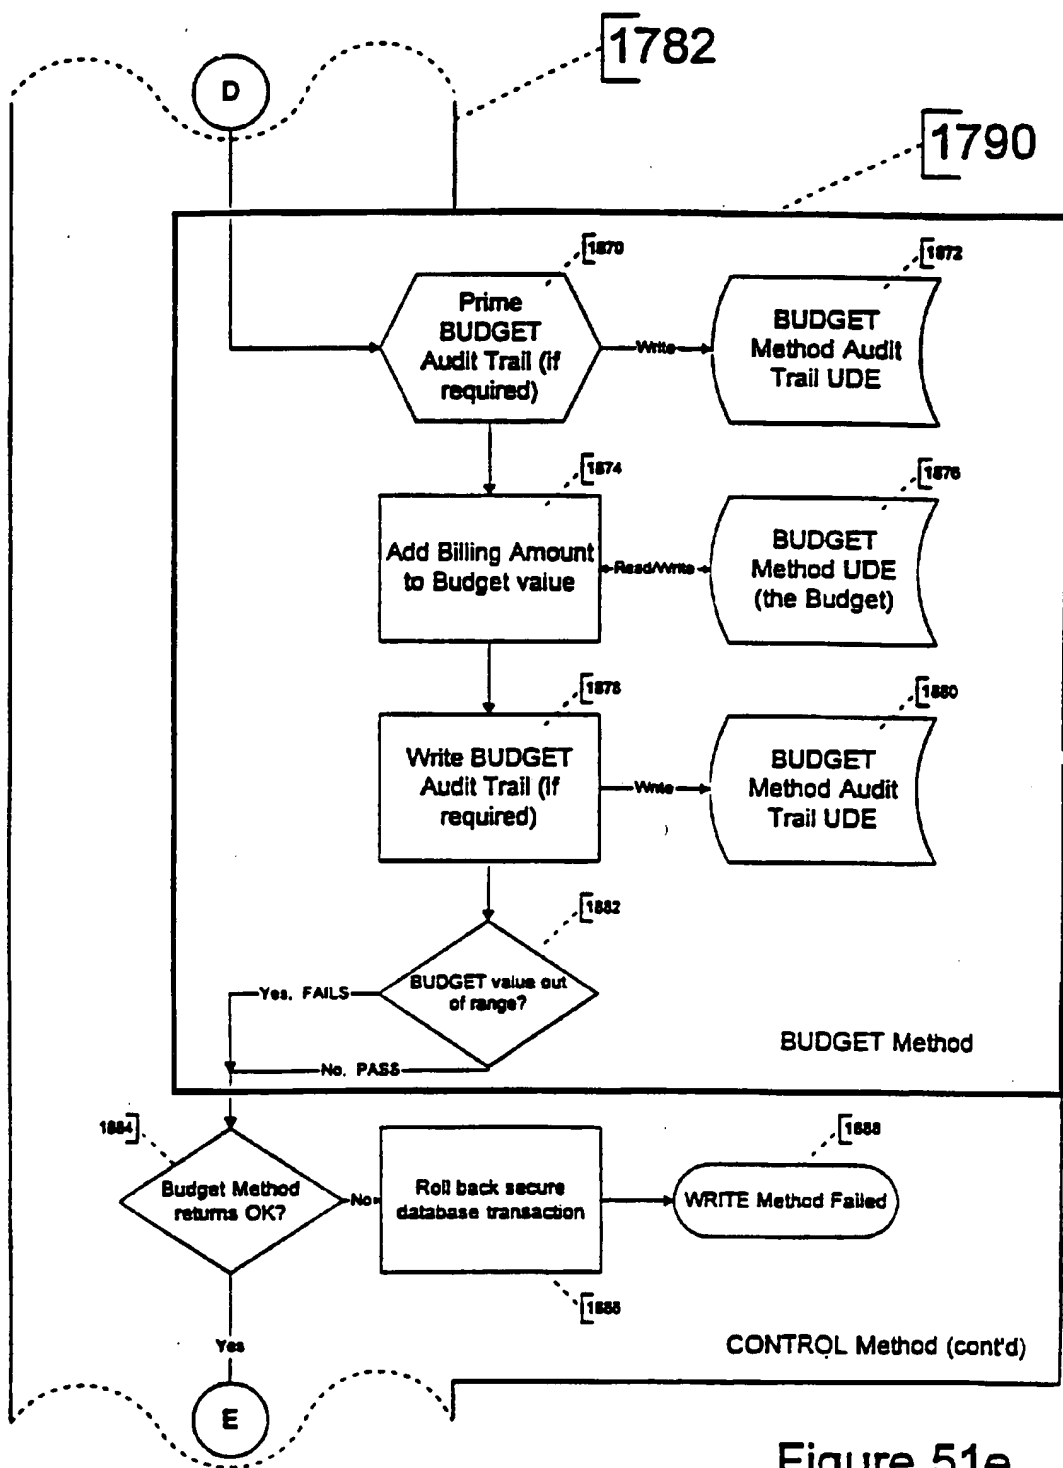 1782
D
1790
1870
1872
Prime
BUDGET
Audit Trail (if
required)
Write
BUDGET
Method Audit
Trail UDE
1874
1876
Add Billing Amount
to Budget value
Read/Write
BUDGET
Method UDE
(the Budget)
1878
1880
Write BUDGET
Audit Trail (if
required)
Write
BUDGET
Method Audit
Trail UDE
1882
BUDGET value out
of range?
Yes, FAILS
No, PASS
BUDGET Method
1884
1888
Budget Method
returns OK?
No
Roll back secure
database transaction
WRITE Method Failed
1886
Yes
CONTROL Method (cont'd)
E
Figure 51e